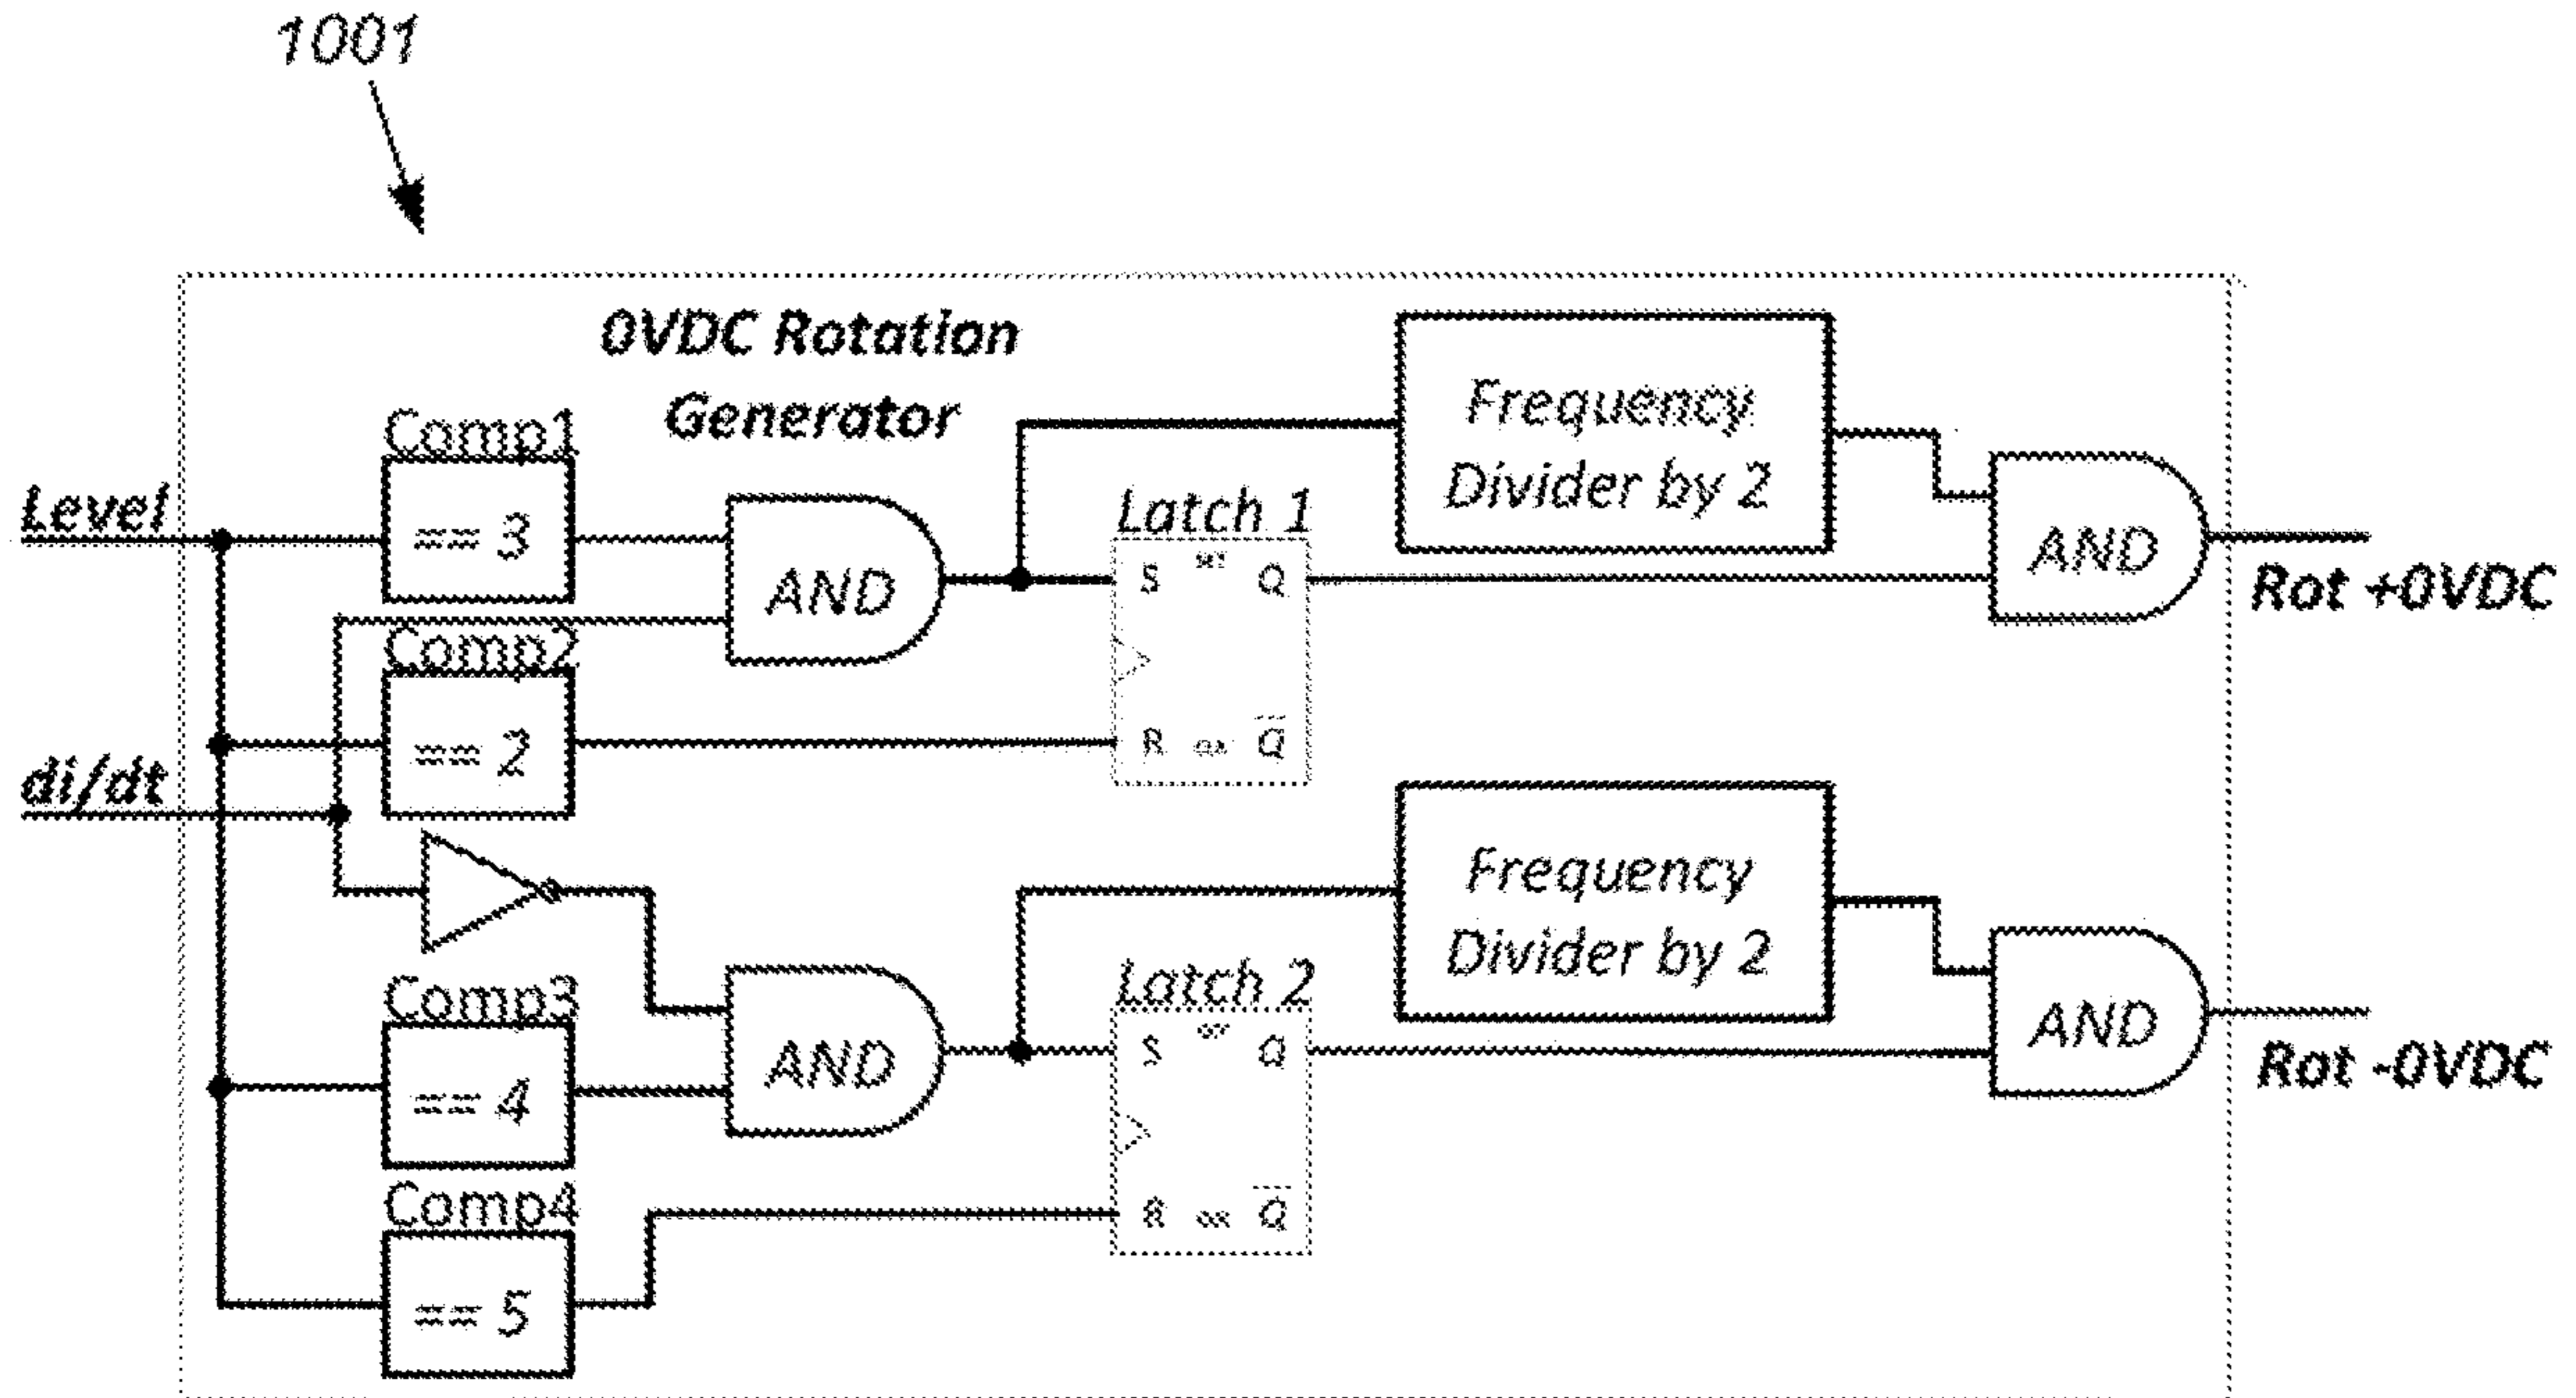 1001
0VDC Rotation
Generator
Comp1
Level
== 3
AND
Comp2
== 2
di/dt
Latch 1
S
Q
R
Q
Frequency
Divider by 2
AND
Rot +0VDC
Comp3
== 4
AND
Comp4
== 5
Latch 2
S
Q
R
Q
Frequency
Divider by 2
AND
Rot -0VDC